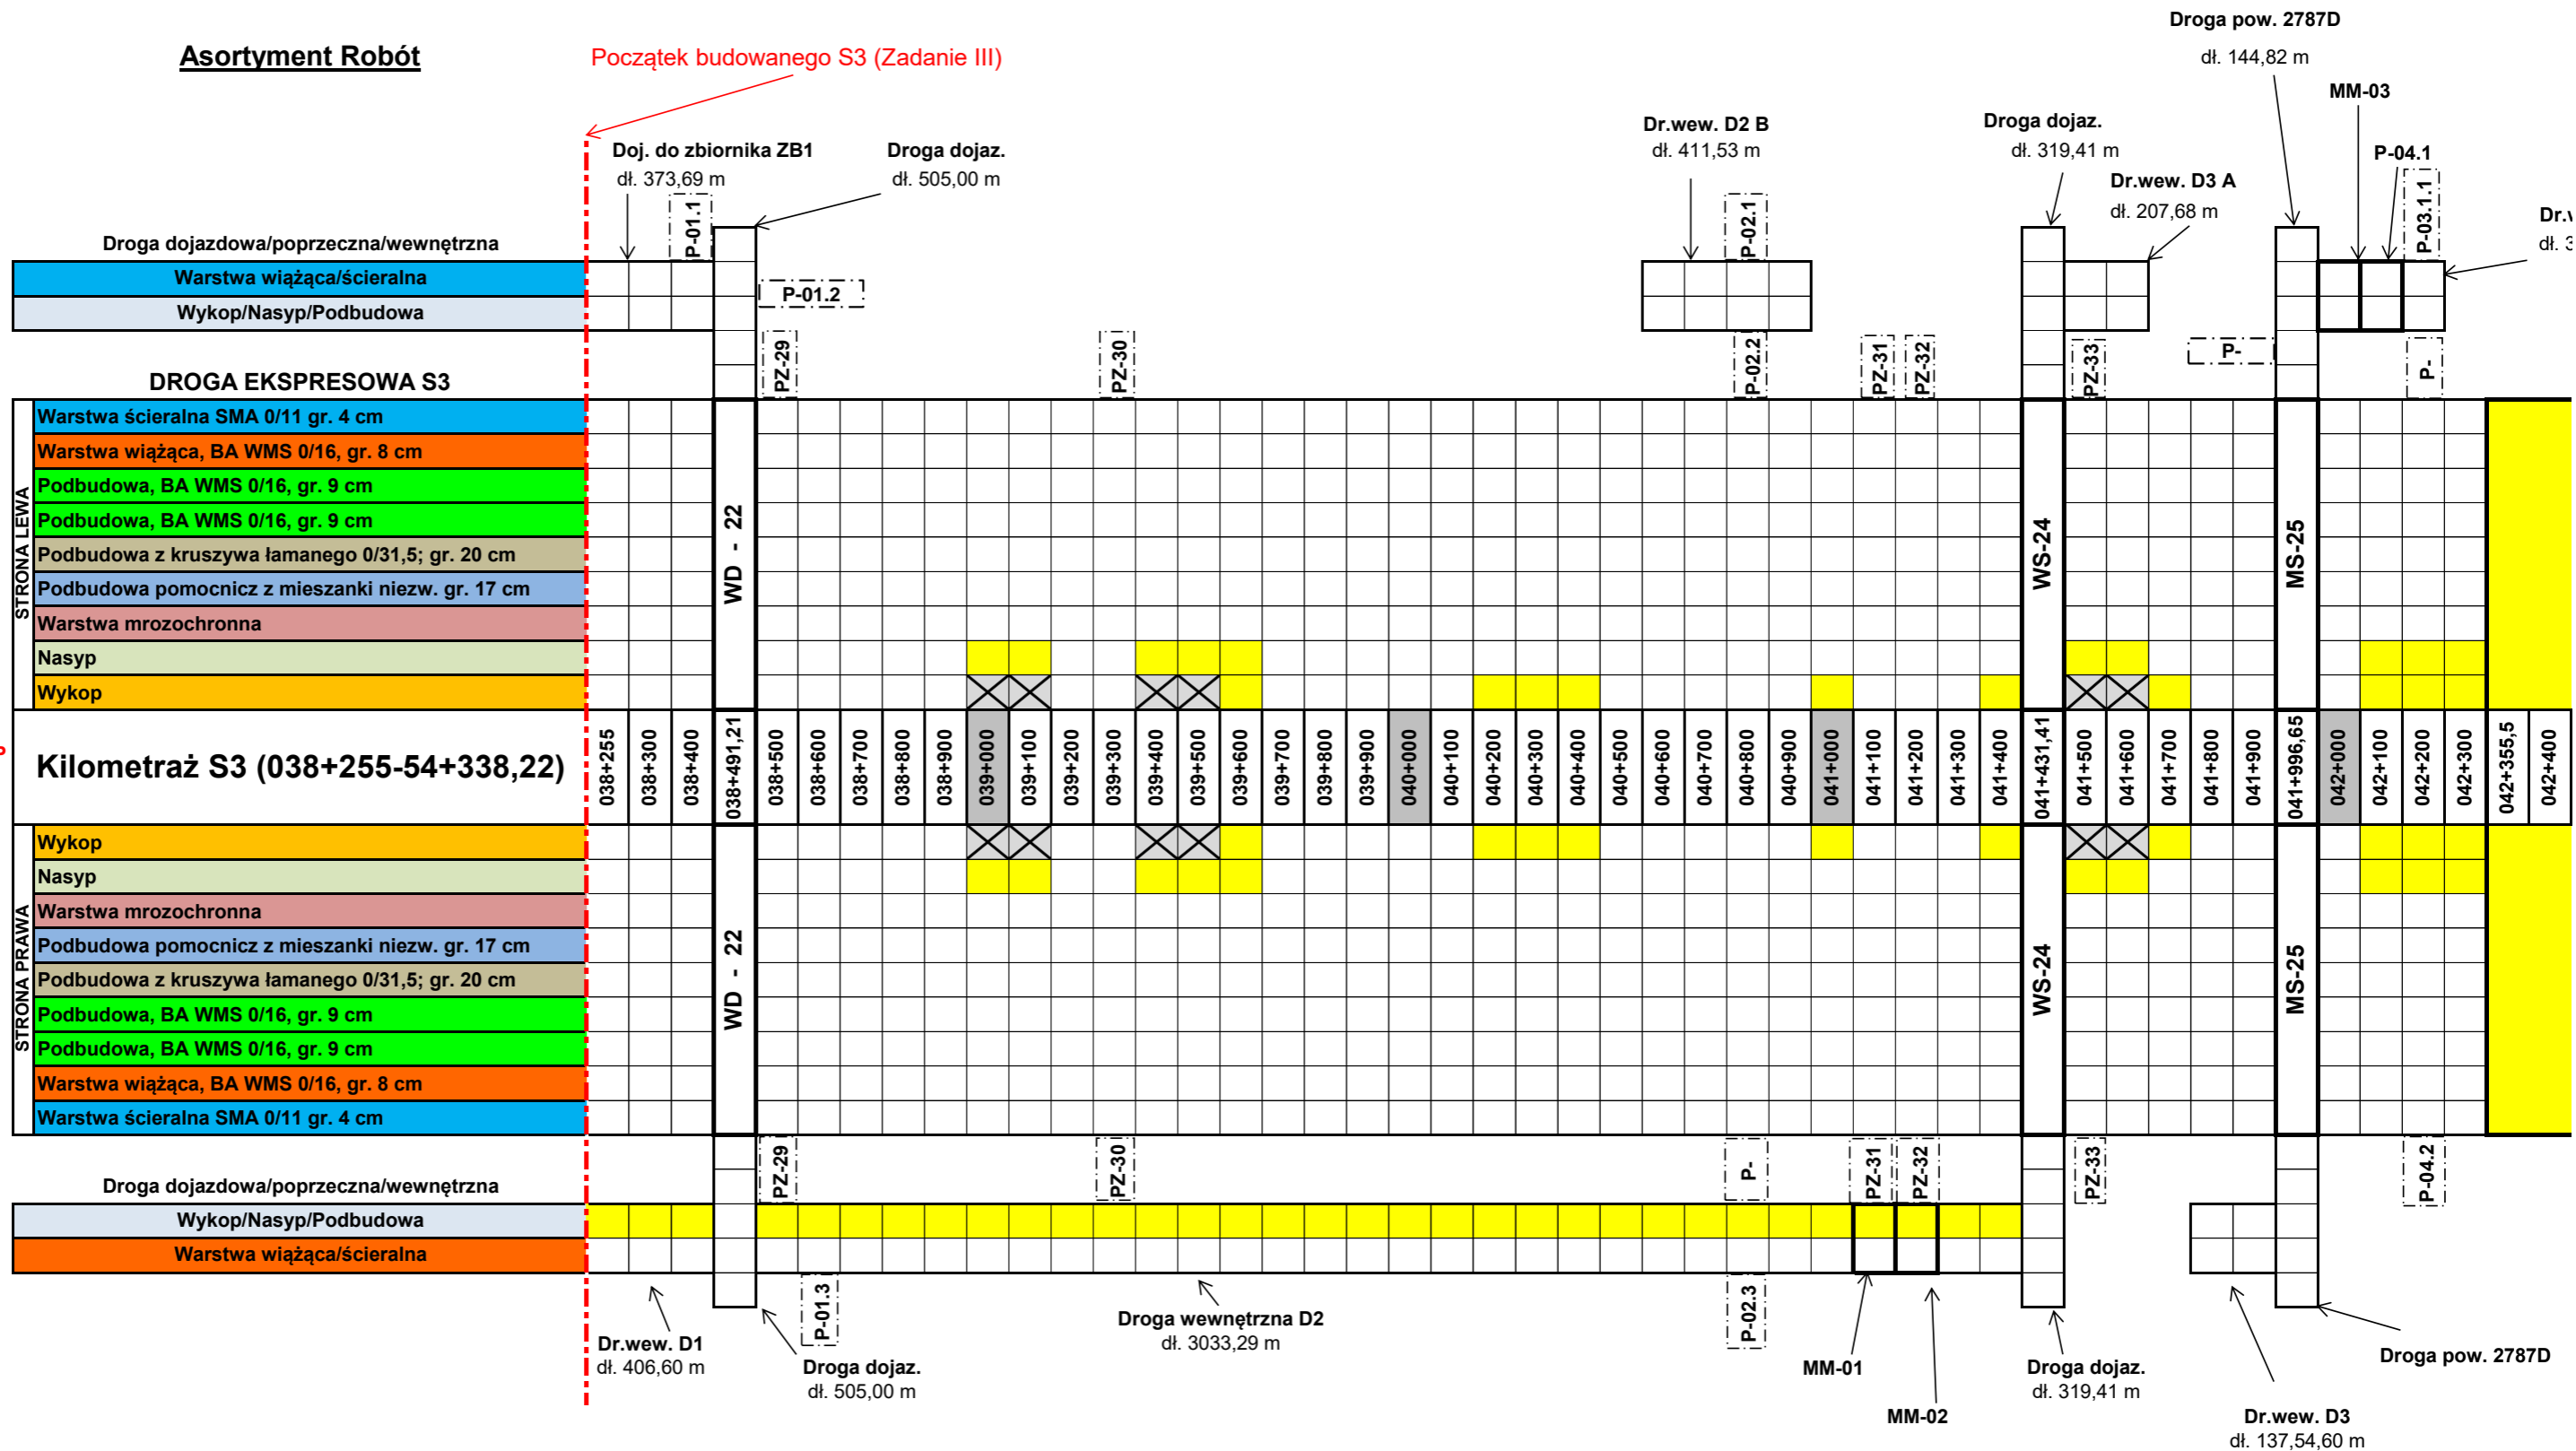 Droga pow. 2787D
dł. 144,82 m
Asortyment Robót
Początek budowanego S3 (Zadanie III)
MM-03
Doj. do zbiornika ZB1
dł. 373,69 m
Droga dojaz.
dł. 505,00 m
Dr.wew. D2 B
dł. 411,53 m
Droga dojaz.
dł. 319,41 m
Dr.wew. D3 A
dł. 207,68 m
P-04.1
P-01.1
P-02.1
P-03.1.1
Droga dojazdowa/poprzeczna/wewnętrzna
Warstwa wiążąca/ścieralna
Wykop/Nasyp/Podbudowa
P-01.2
PZ-29
PZ-30
P-02.2
PZ-31
PZ-32
PZ-33
P-
P-
DROGA EKSPRESOWA S3
STRONA LEWA
Warstwa ścieralna SMA 0/11 gr. 4 cm
Warstwa wiążąca, BA WMS 0/16, gr. 8 cm
Podbudowa, BA WMS 0/16, gr. 9 cm
Podbudowa, BA WMS 0/16, gr. 9 cm
Podbudowa z kruszywa łamanego 0/31,5; gr. 20 cm
Podbudowa pomocnicz z mieszanki niezw. gr. 17 cm
Warstwa mrozochronna
Nasyp
Wykop
WD - 22
WS-24
MS-25
Kilometraż S3 (038+255-54+338,22)
038+255
038+300
038+400
038+491,21
038+500
038+600
038+700
038+800
038+900
039+000
039+100
039+200
039+300
039+400
039+500
039+600
039+700
039+800
039+900
040+000
040+100
040+200
040+300
040+400
040+500
040+600
040+700
040+800
040+900
041+000
041+100
041+200
041+300
041+400
041+431,41
041+500
041+600
041+700
041+800
041+900
041+996,65
042+000
042+100
042+200
042+300
042+355,5
042+400
STRONA PRAWA
Wykop
Nasyp
Warstwa mrozochronna
Podbudowa pomocnicz z mieszanki niezw. gr. 17 cm
Podbudowa z kruszywa łamanego 0/31,5; gr. 20 cm
Podbudowa, BA WMS 0/16, gr. 9 cm
Podbudowa, BA WMS 0/16, gr. 9 cm
Warstwa wiążąca, BA WMS 0/16, gr. 8 cm
Warstwa ścieralna SMA 0/11 gr. 4 cm
WD - 22
WS-24
MS-25
PZ-29
PZ-30
P-
PZ-31
PZ-32
PZ-33
P-04.2
Droga dojazdowa/poprzeczna/wewnętrzna
Wykop/Nasyp/Podbudowa
Warstwa wiążąca/ścieralna
P-01.3
P-02.3
Dr.wew. D1
dł. 406,60 m
Droga dojaz.
dł. 505,00 m
Droga wewnętrzna D2
dł. 3033,29 m
MM-01
MM-02
Droga dojaz.
dł. 319,41 m
Droga pow. 2787D
Dr.wew. D3
dł. 137,54,60 m